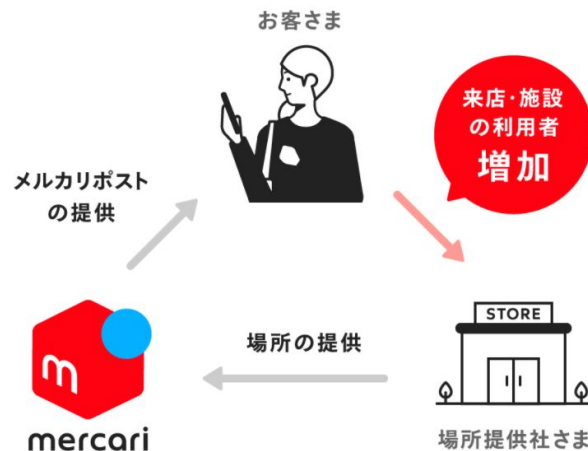 お客さま
来店・施設
の利用者
増加
メルカリポスト
の提供
STORE
場所の提供
m
mercari
場所提供社さま